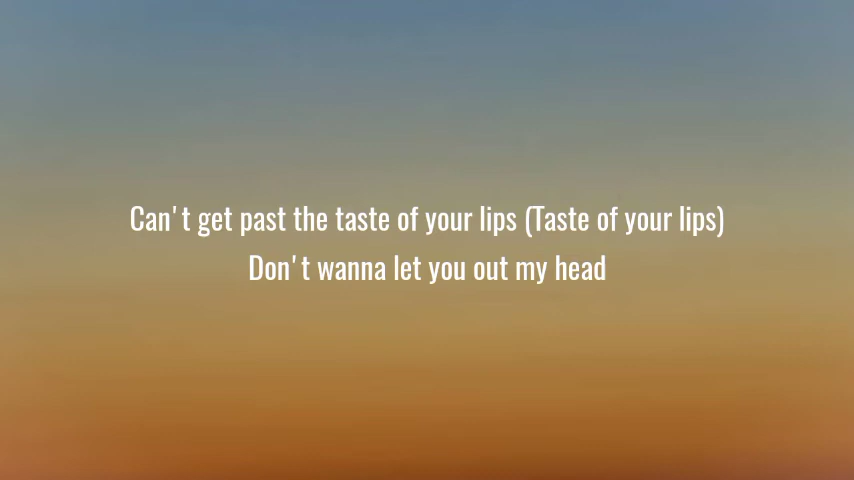 Can't get past the taste of your lips (Taste of your lips)
Don't wanna let you out my head